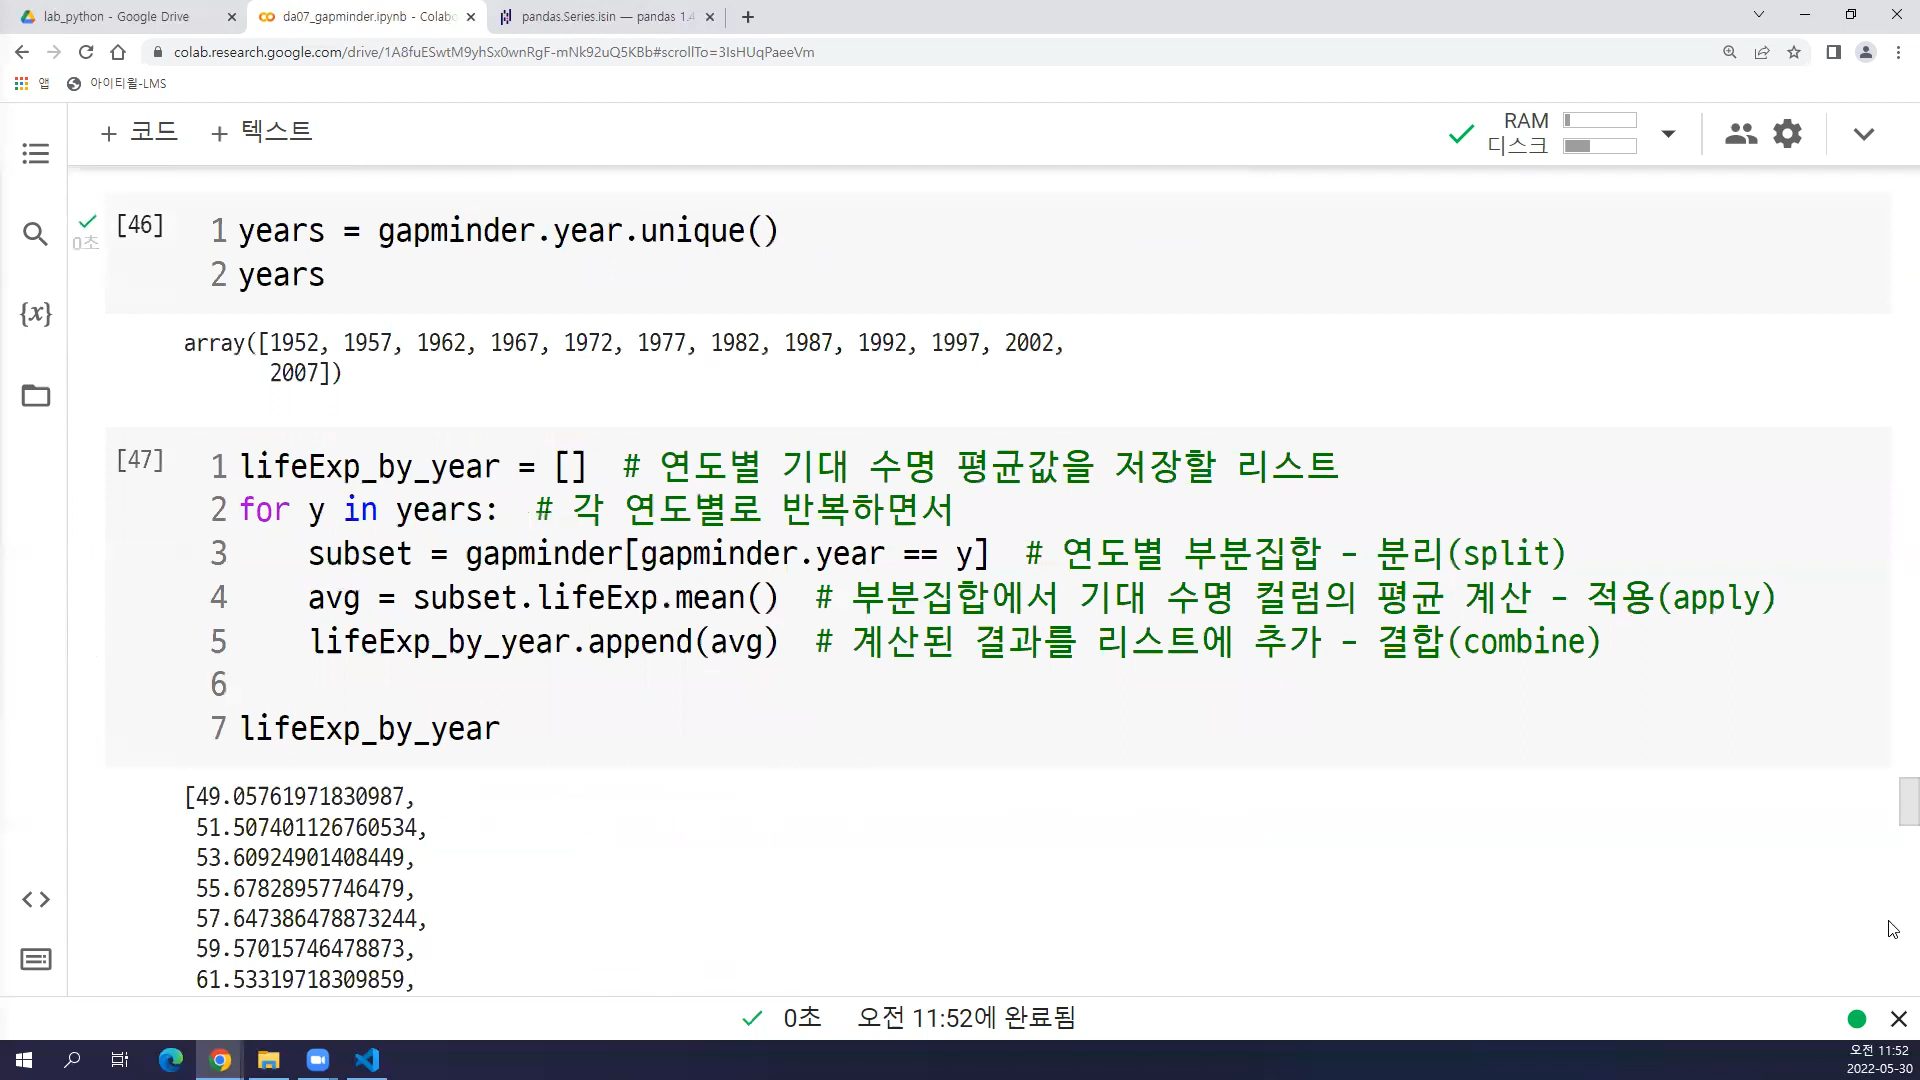 lab_python - Google Drive
da07_gapminder.ipynb - Colabo
pandas.Series.isin — pandas 1.4
colab.research.google.com/drive/1A8fuESwtM9yhSx0wnRgF-mNk92uQ5KBb#scrollTo=3IsHUqPaeeVm
앱 아이티윌-LMS
+ 코드 + 텍스트
RAM
디스크
[46]
0초
1 years = gapminder.year.unique()
2 years
array([1952, 1957, 1962, 1967, 1972, 1977, 1982, 1987, 1992, 1997, 2002,
2007])
[47]
1 lifeExp_by_year = [] # 연도별 기대 수명 평균값을 저장할 리스트
2 for y in years: # 각 연도별로 반복하면서
3 subset = gapminder[gapminder.year == y] # 연도별 부분집합 - 분리(split)
4 avg = subset.lifeExp.mean() # 부분집합에서 기대 수명 컬럼의 평균 계산 - 적용(apply)
5 lifeExp_by_year.append(avg) # 계산된 결과를 리스트에 추가 - 결합(combine)
6
7 lifeExp_by_year
[49.05761971830987,
51.507401126760534,
53.60924901408449,
55.67828957746479,
57.647386478873244,
59.57015746478873,
61.53319718309859,
0초 오전 11:52에 완료됨
오전 11:52
2022-05-30